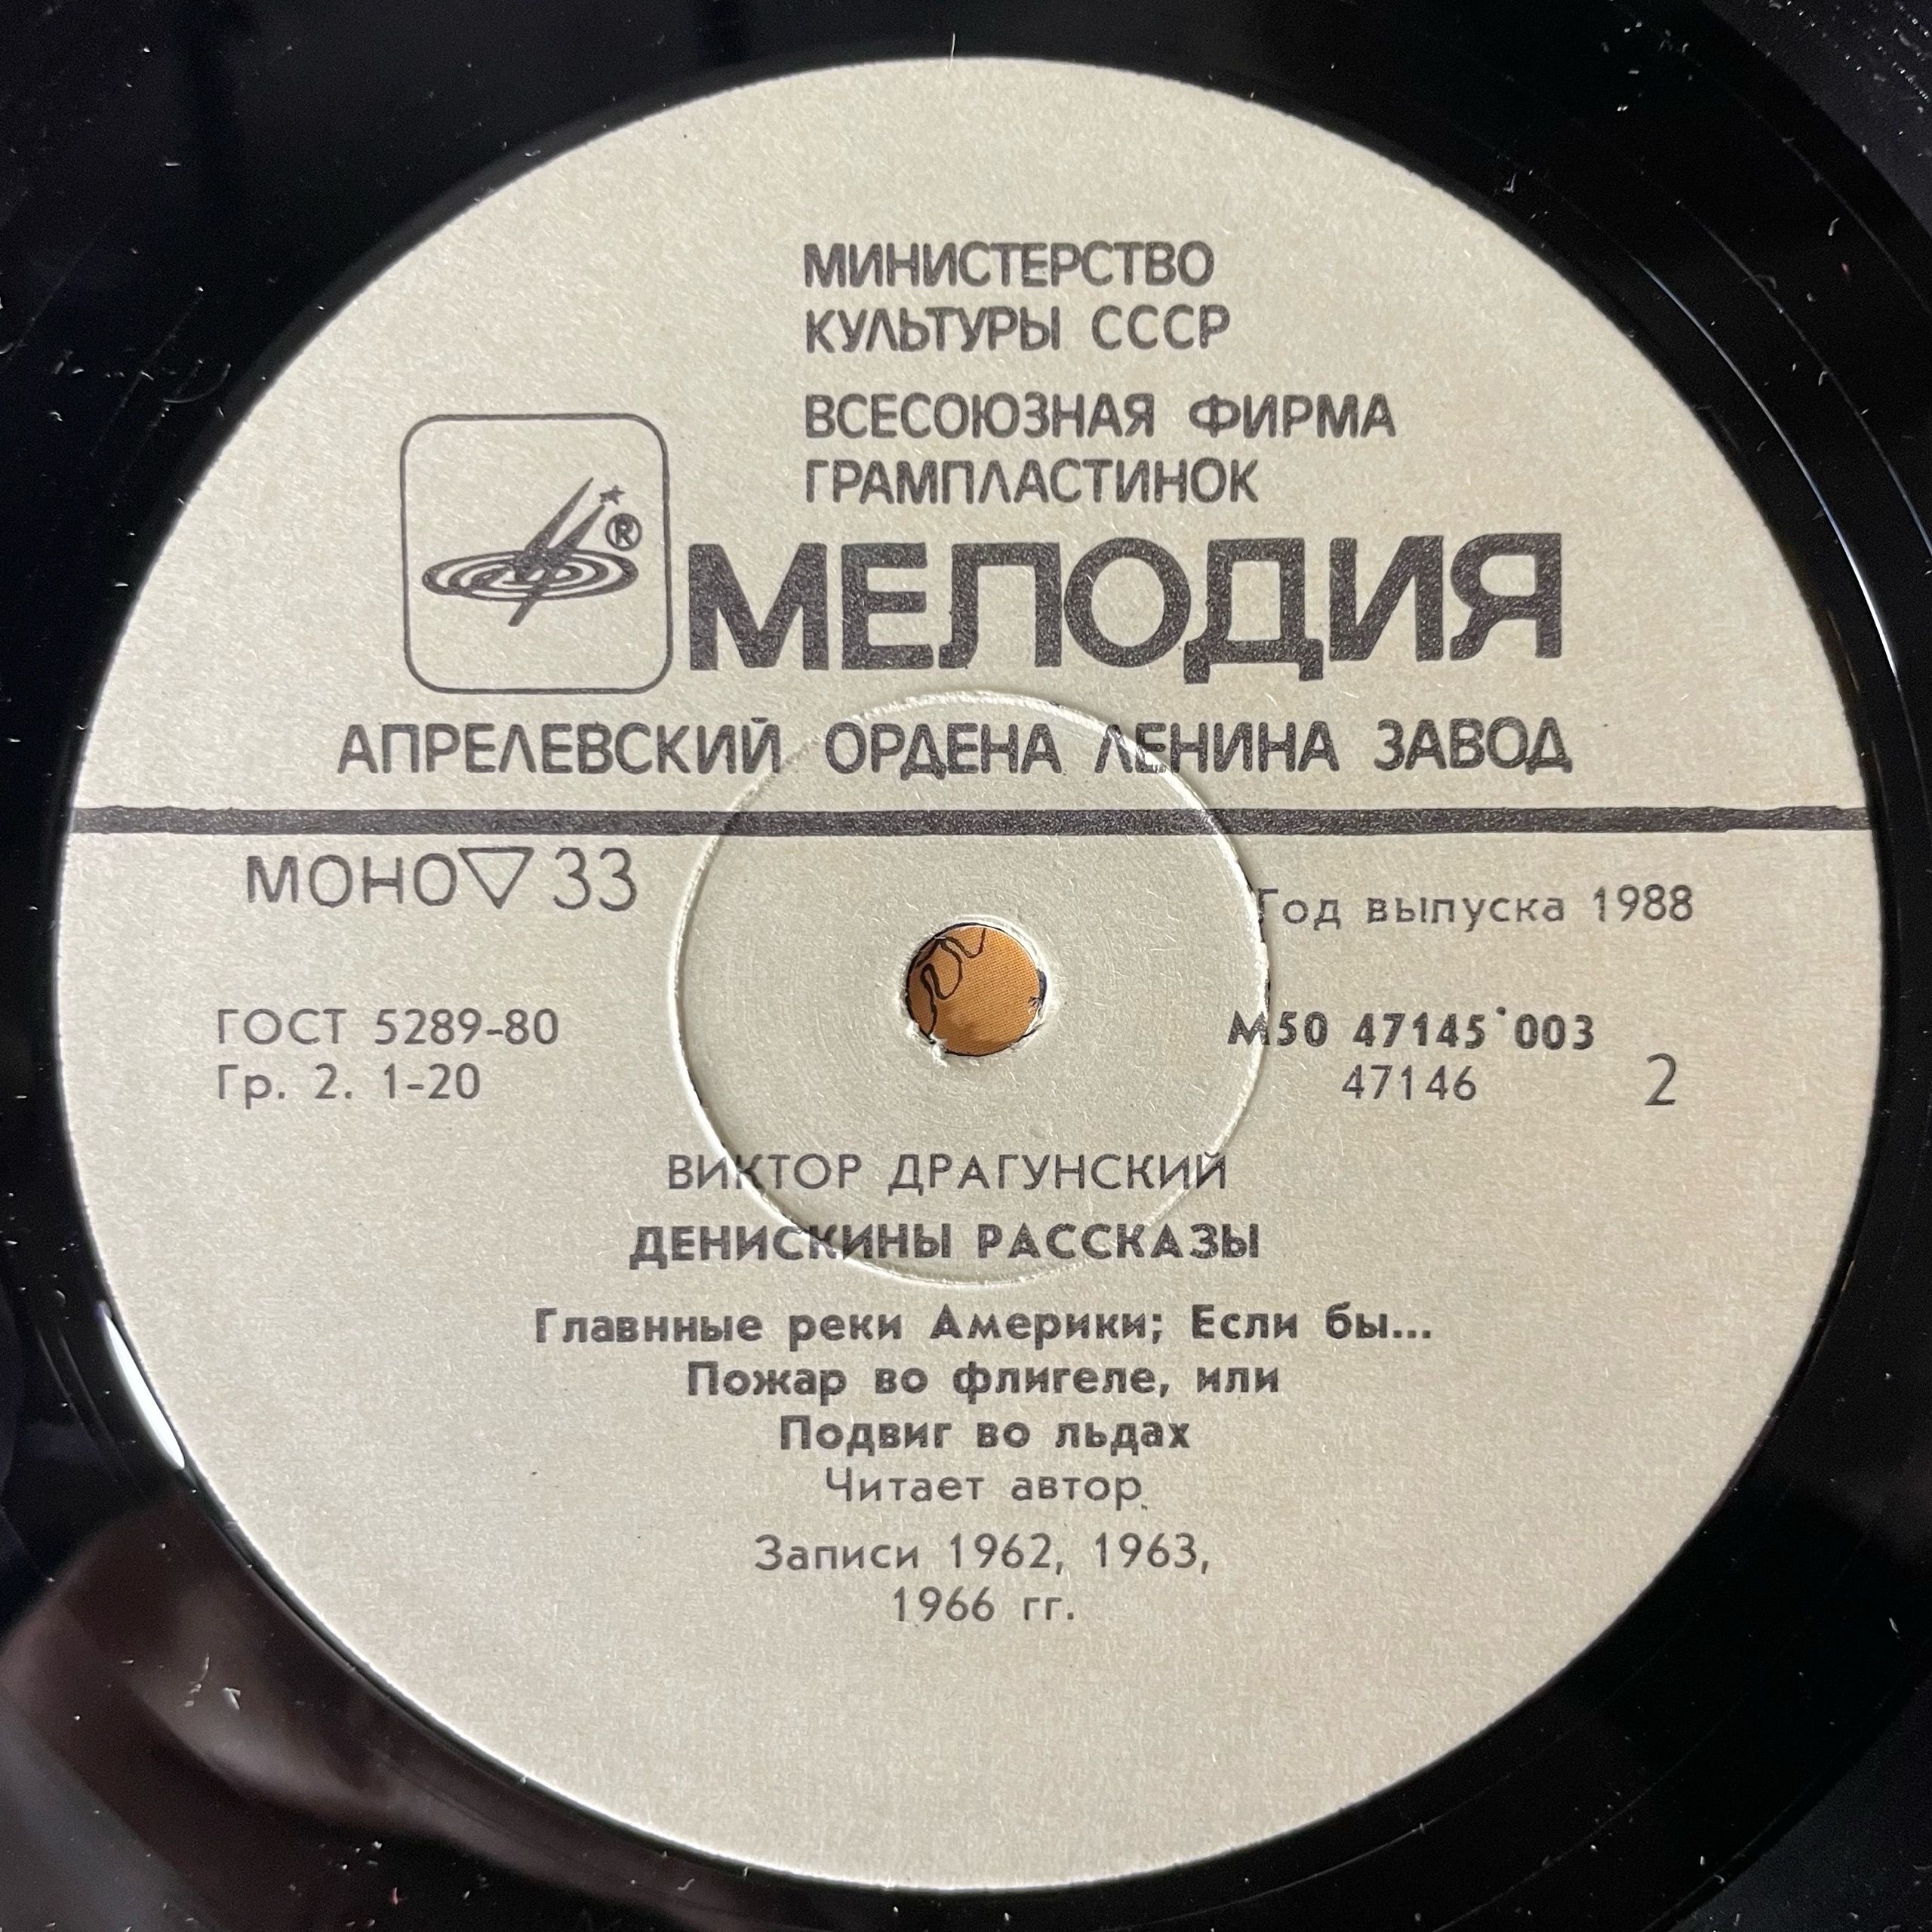 МИНИСТЕРСТВО
КУЛЬТУРЫ СССР
ВСЕСОЮЗНАЯ ФИРМА
ГРАМПЛАСТИНОК
®
МЕЛОДИЯ
АПРЕЛЕВСКИЙ ОРДЕНА ЛЕНИНА ЗАВОД
МОНО▽33
Год выпуска 1988
ГОСТ 5289-80
М50 47145 003
Гр. 2. 1-20
47146
2
ВИКТОР ДРАГУНСКИЙ
ДЕНИСКИНЫ РАССКАЗЫ
Главнные реки Америки; Если бы...
Пожар во флигеле, или
Подвиг во льдах
Читает автор
Записи 1962, 1963,
1966 гг.